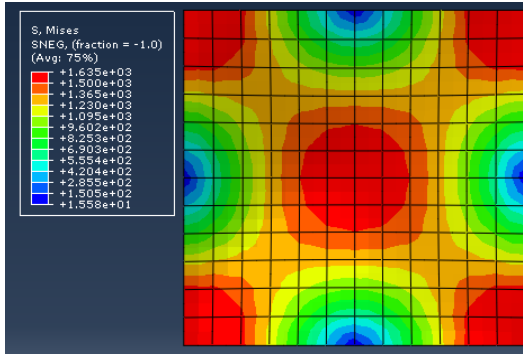 S, Mises
SNEG, (fraction = -1.0)
(Avg: 75%)
+1.635e+03
+1.500e+03
+1.365e+03
+1.230e+03
+1.095e+03
+9.602e+02
+8.253e+02
+6.903e+02
+5.554e+02
+4.204e+02
+2.855e+02
+1.505e+02
+1.558e+01